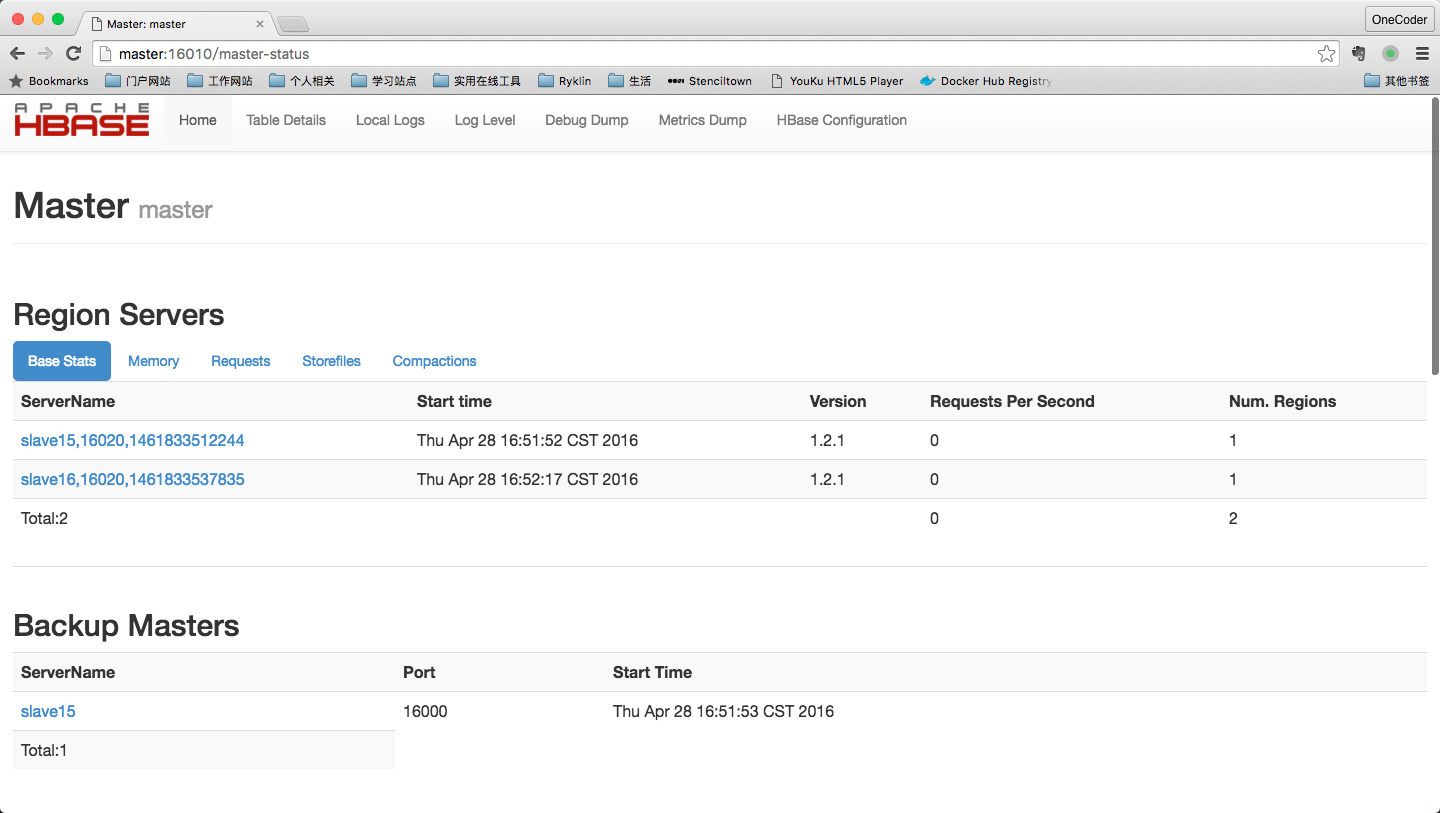 Master: master
OneCoder
master:16010/master-status
Bookmarks 门户网站 工作网站 个人相关 学习站点 实用在线工具 Ryklin 生活 Stenciltown YouKu HTML5 Player Docker Hub Registry 其他书签
APACHE
HBASE
Home Table Details Local Logs Log Level Debug Dump Metrics Dump HBase Configuration
Master master
Region Servers
Base Stats Memory Requests Storefiles Compactions
ServerName Start time Version Requests Per Second Num. Regions
slave15,16020,1461833512244 Thu Apr 28 16:51:52 CST 2016 1.2.1 0 1
slave16,16020,1461833537835 Thu Apr 28 16:52:17 CST 2016 1.2.1 0 1
Total:2 0 2
Backup Masters
ServerName Port Start Time
slave15 16000 Thu Apr 28 16:51:53 CST 2016
Total:1